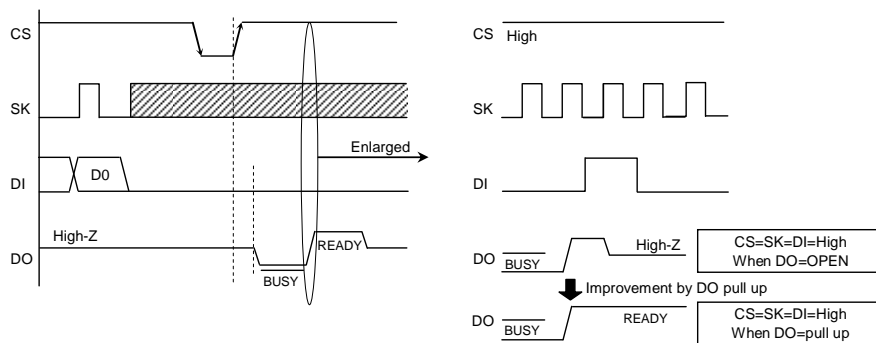 CS
SK
DI
D0
High-Z
DO
BUSY
READY
Enlarged
CS
High
SK
DI
DO
BUSY
High-Z
CS=SK=DI=High
When DO=OPEN
Improvement by DO pull up
DO
BUSY
READY
CS=SK=DI=High
When DO=pull up